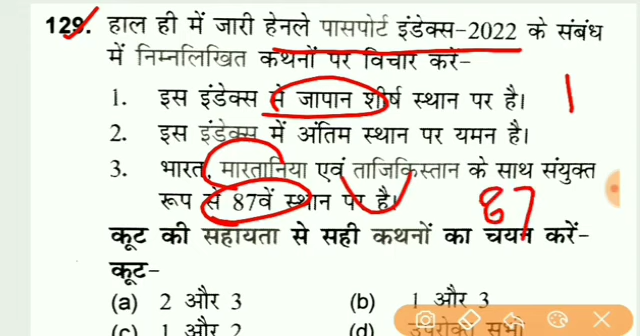 129. हाल ही में जारी हेनले पासपोर्ट इंडेक्स-2022 के संबंध
में निम्नलिखित कथनों पर विचार करें-
1. इस इंडेक्स से जापान शीर्ष स्थान पर है। 1
2. इस इंडेक्स में अंतिम स्थान पर यमन है।
3. भारत, मारतानिया एवं ताजिकिस्तान के साथ संयुक्त
रूप से 87वें स्थान पर है। 87
कूट की सहायता से सही कथनों का चयन करें-
कूट-
(a) 2 और 3 (b) 1 और 3
(c) 1 और 2 (d) उपरोक्त सभी